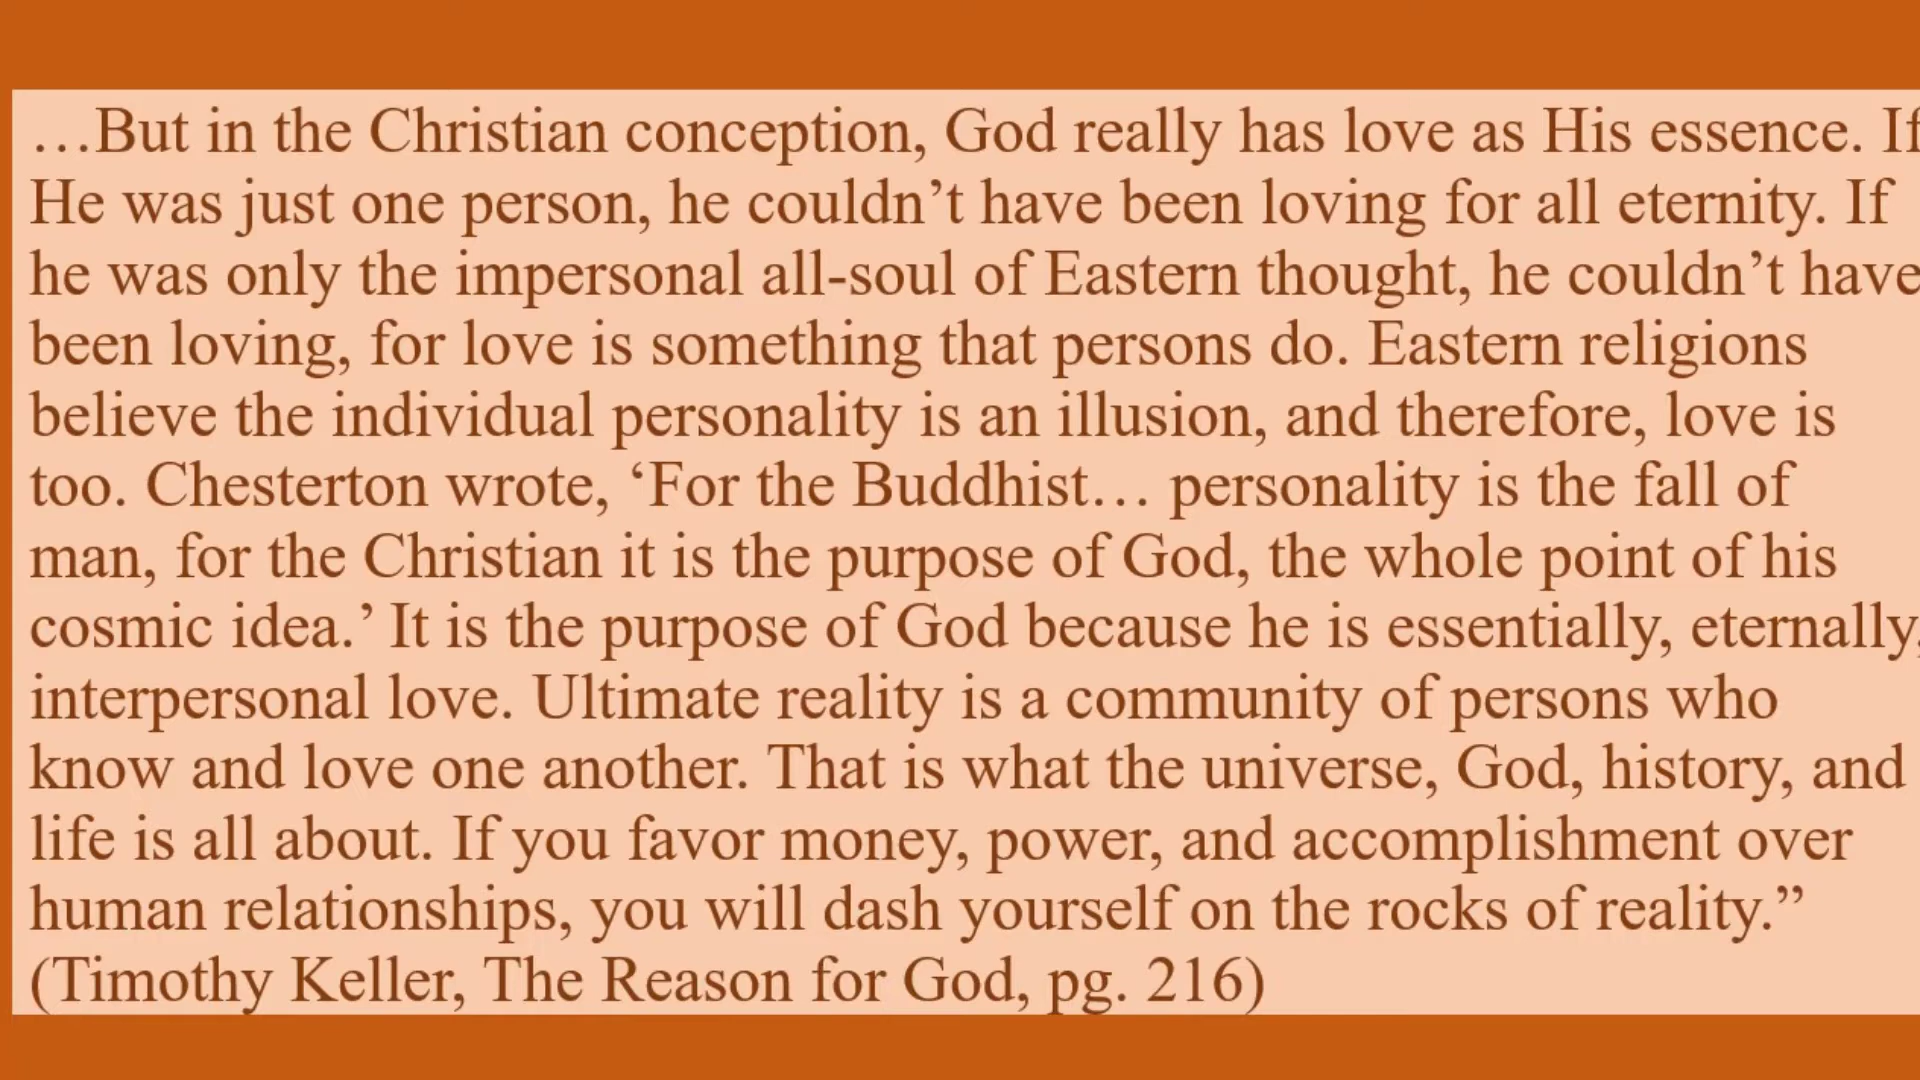 …But in the Christian conception, God really has love as His essence. If
He was just one person, he couldn’t have been loving for all eternity. If
he was only the impersonal all-soul of Eastern thought, he couldn’t have
been loving, for love is something that persons do. Eastern religions
believe the individual personality is an illusion, and therefore, love is
too. Chesterton wrote, ‘For the Buddhist… personality is the fall of
man, for the Christian it is the purpose of God, the whole point of his
cosmic idea.’ It is the purpose of God because he is essentially, eternally,
interpersonal love. Ultimate reality is a community of persons who
know and love one another. That is what the universe, God, history, and
life is all about. If you favor money, power, and accomplishment over
human relationships, you will dash yourself on the rocks of reality.”
(Timothy Keller, The Reason for God, pg. 216)